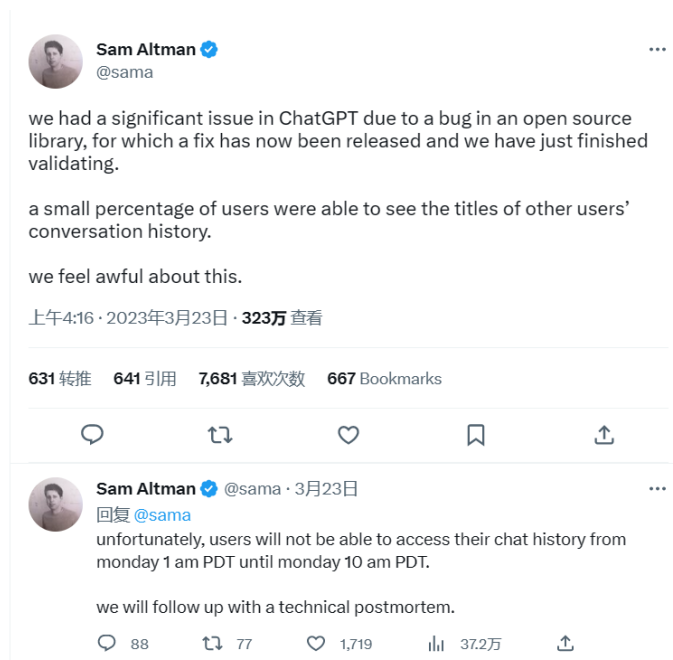 Sam Altman
@sama
we had a significant issue in ChatGPT due to a bug in an open source
library, for which a fix has now been released and we have just finished
validating.
a small percentage of users were able to see the titles of other users’
conversation history.
we feel awful about this.
上午4:16 · 2023年3月23日 · 323万 查看
631 转推 641 引用 7,681 喜欢次数 667 Bookmarks
Sam Altman @sama · 3月23日
回复 @sama
unfortunately, users will not be able to access their chat history from
monday 1 am PDT until monday 10 am PDT.
we will follow up with a technical postmortem.
88 77 1,719 37.2万